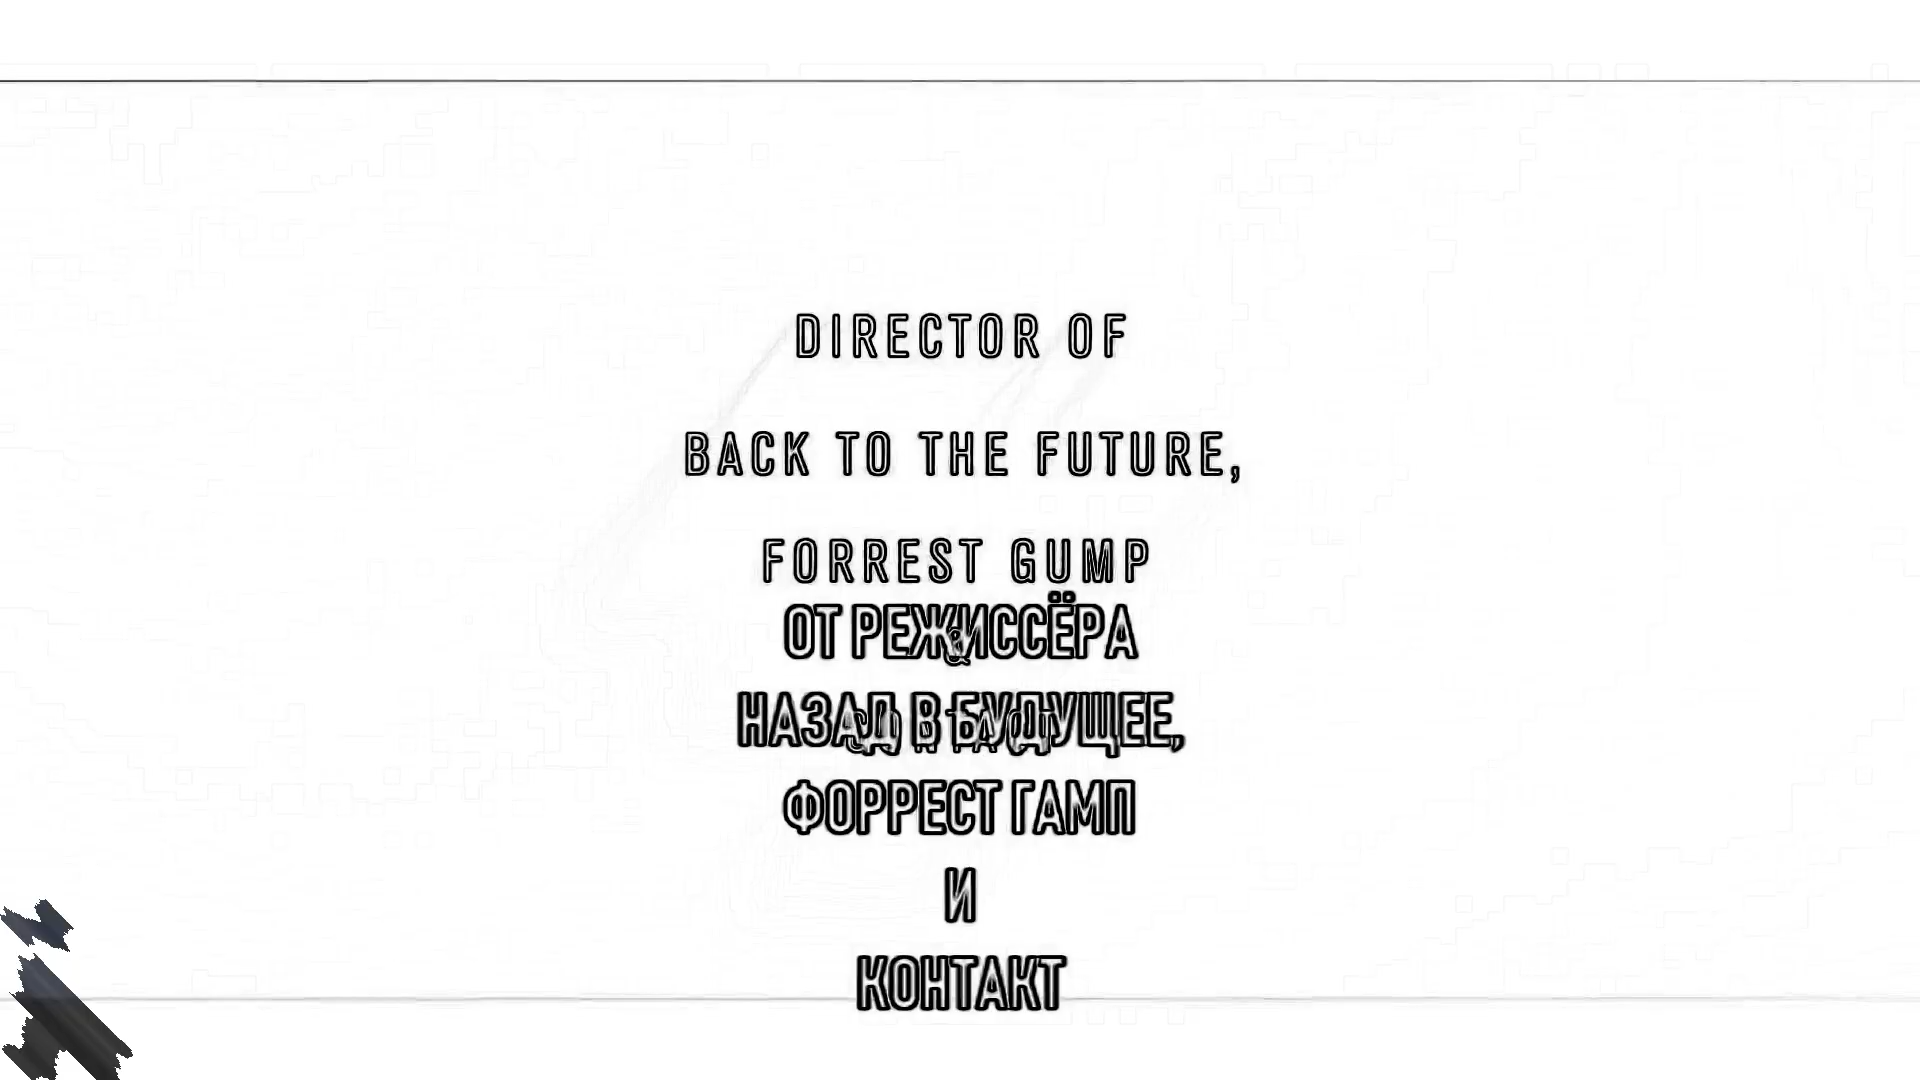 DIRECTOR OF
BACK TO THE FUTURE,
FORREST GUMP
ОТ РЕЖИССЁРА
&
НАЗАД В БУДУЩЕЕ,
ФОРРЕСТ ГАМП
И
КОНТАКТ